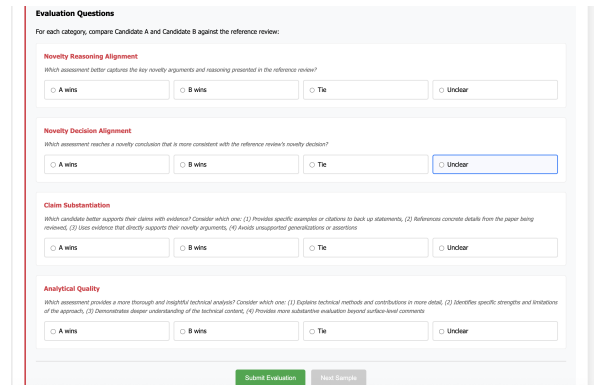 Evaluation Questions
For each category, compare Candidate A and Candidate B against the reference review:
Novelty Reasoning Alignment
Which assessment better captures the key novelty arguments and reasoning presented in the reference review?
A wins
B wins
Tie
Unclear
Novelty Decision Alignment
Which assessment reaches a novelty conclusion that is more consistent with the reference review's novelty decision?
A wins
B wins
Tie
Unclear
Claim Substantiation
Which candidate better supports their claims with evidence? Consider which one: (1) Provides specific examples or citations to back up statements, (2) References concrete details from the paper being
reviewed, (3) Uses evidence that directly supports their novelty arguments, (4) Avoids unsupported generalizations or assertions
A wins
B wins
Tie
Unclear
Analytical Quality
Which assessment provides a more thorough and insightful technical analysis? Consider which one: (1) Explains technical methods and contributions in more detail, (2) Identifies specific strengths and limitations
of the approach, (3) Demonstrates deeper understanding of the technical content, (4) Provides more substantive evaluation beyond surface-level comments
A wins
B wins
Tie
Unclear
Submit Evaluation
Next Sample